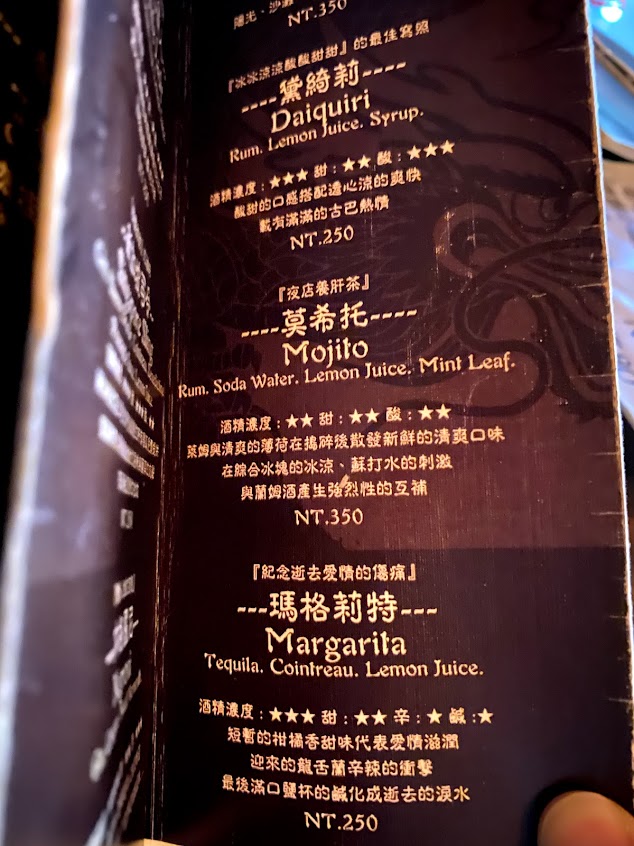 陽光、沙灘
NT.350
『冰冰涼涼酸酸甜甜』的最佳寫照
----黛綺莉----
Daiquiri
Rum. Lemon Juice. Syrup.
酒精濃度:★★★ 甜:★★ 酸:★★★
酸甜的口感搭配透心涼的爽快
載有滿滿的古巴熱情
NT.250
『夜店養肝茶』
----莫希托----
Mojito
Rum. Soda Water. Lemon Juice. Mint Leaf.
酒精濃度:★★ 甜:★★ 酸:★★
萊姆與清爽的薄荷在搗碎後散發新鮮的清爽口味
在綜合冰塊的冰涼、蘇打水的刺激
與蘭姆酒產生強烈性的互補
NT.350
『紀念逝去愛情的傷痛』
---瑪格莉特---
Margarita
Tequila. Cointreau. Lemon Juice.
酒精濃度:★★★ 甜:★★ 辛:★ 鹹:★
短暫的柑橘香甜味代表愛情滋潤
迎來的龍舌蘭辛辣的衝擊
最後滿口鹽杯的鹹化成逝去的淚水
NT.250